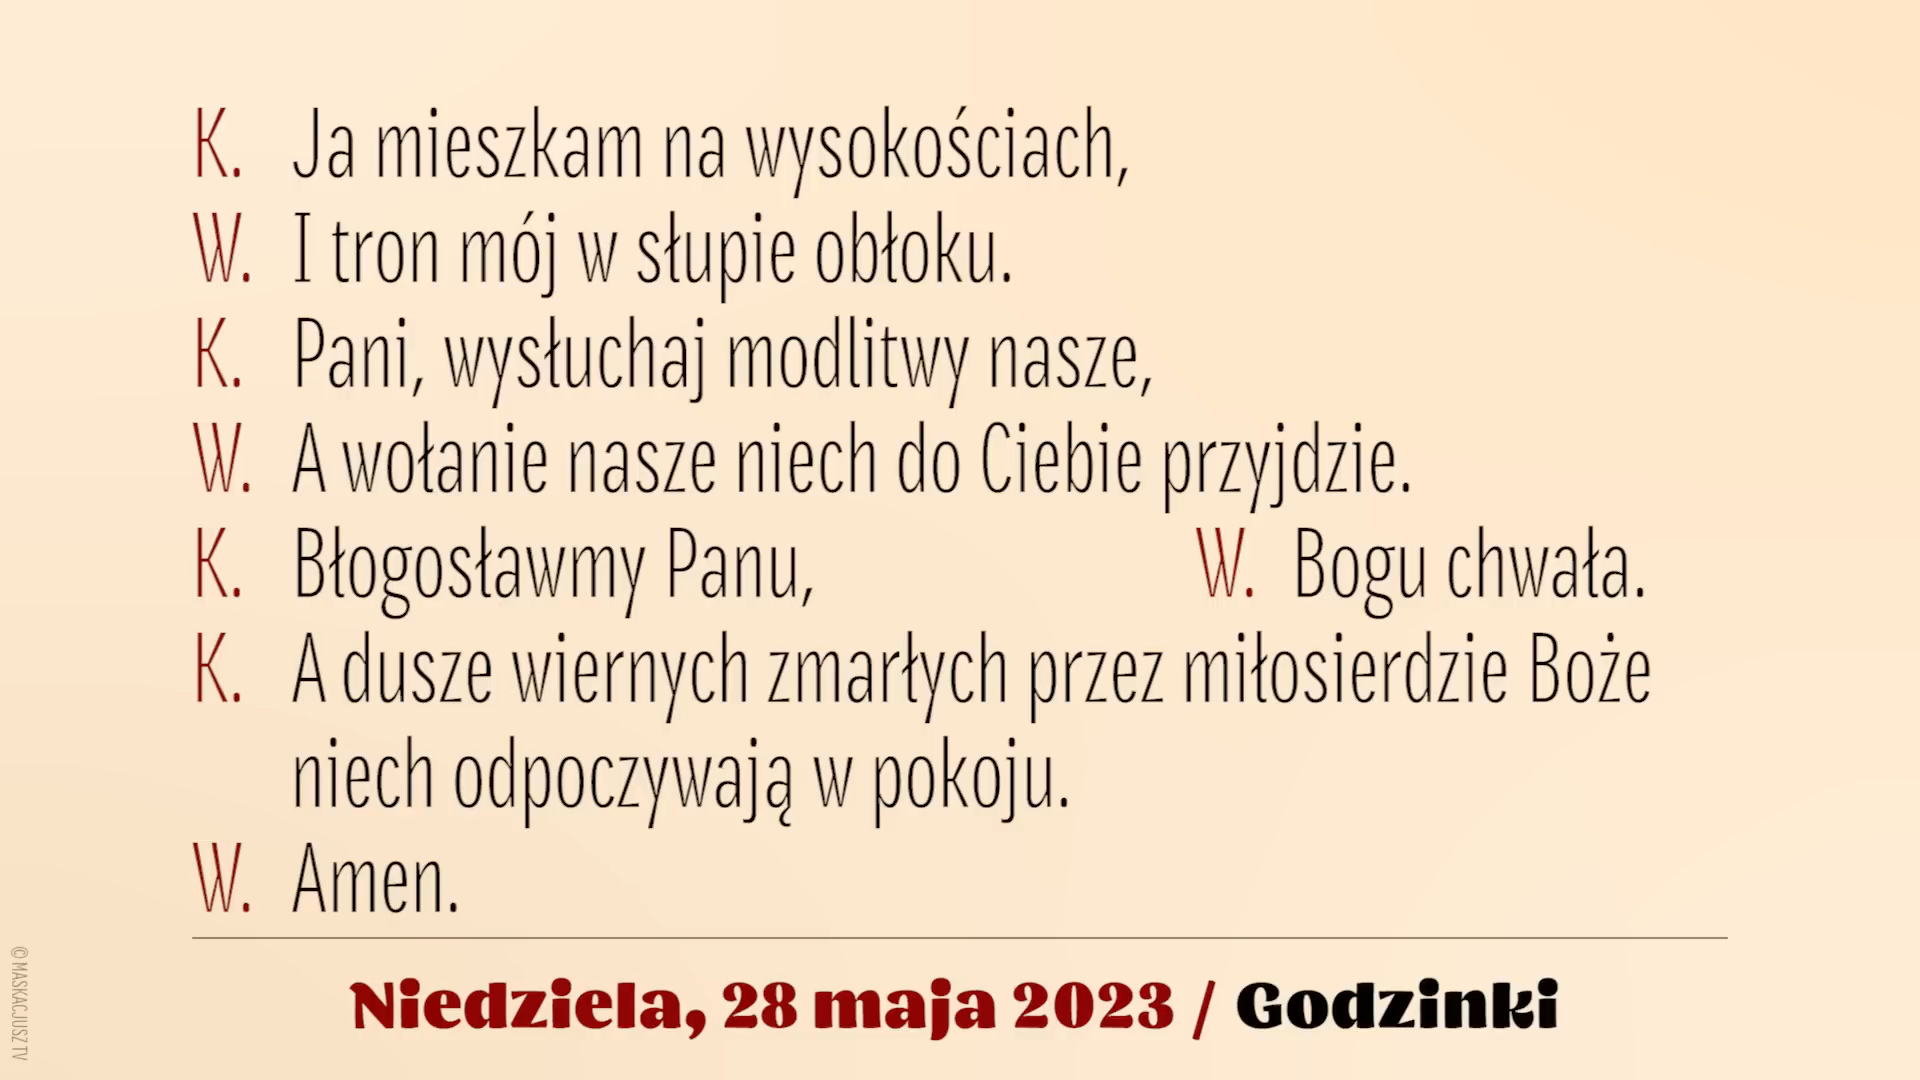 K. Ja mieszkam na wysokościach,
W. I tron mój w słupie obłoku.
K. Pani, wysłuchaj modlitwy nasze,
W. A wołanie nasze niech do Ciebie przyjdzie.
K. Błogosławmy Panu, W. Bogu chwała.
K. A dusze wiernych zmarłych przez miłosierdzie Boże
niech odpoczywają w pokoju.
W. Amen.
Niedziela, 28 maja 2023 / Godzinki
© MASKACJUSZ TV